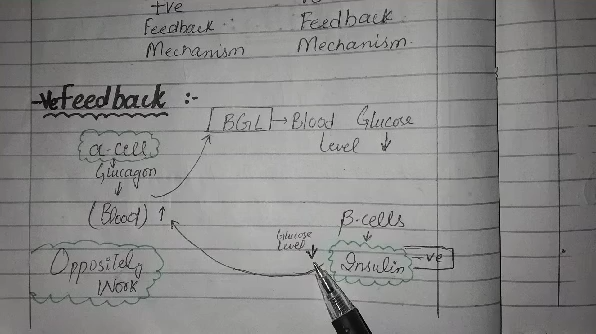 +ve
Feedback
Mechanism
Feedback
Mechanism
-Ve Feedback :-
BGL → Blood Glucose
Level ↓
α-cell
↓
Glucagon
↓
(Blood) ↑
β-cells
↓
Glucose
Level ↓
Insulin
-ve
Oppositely
Work